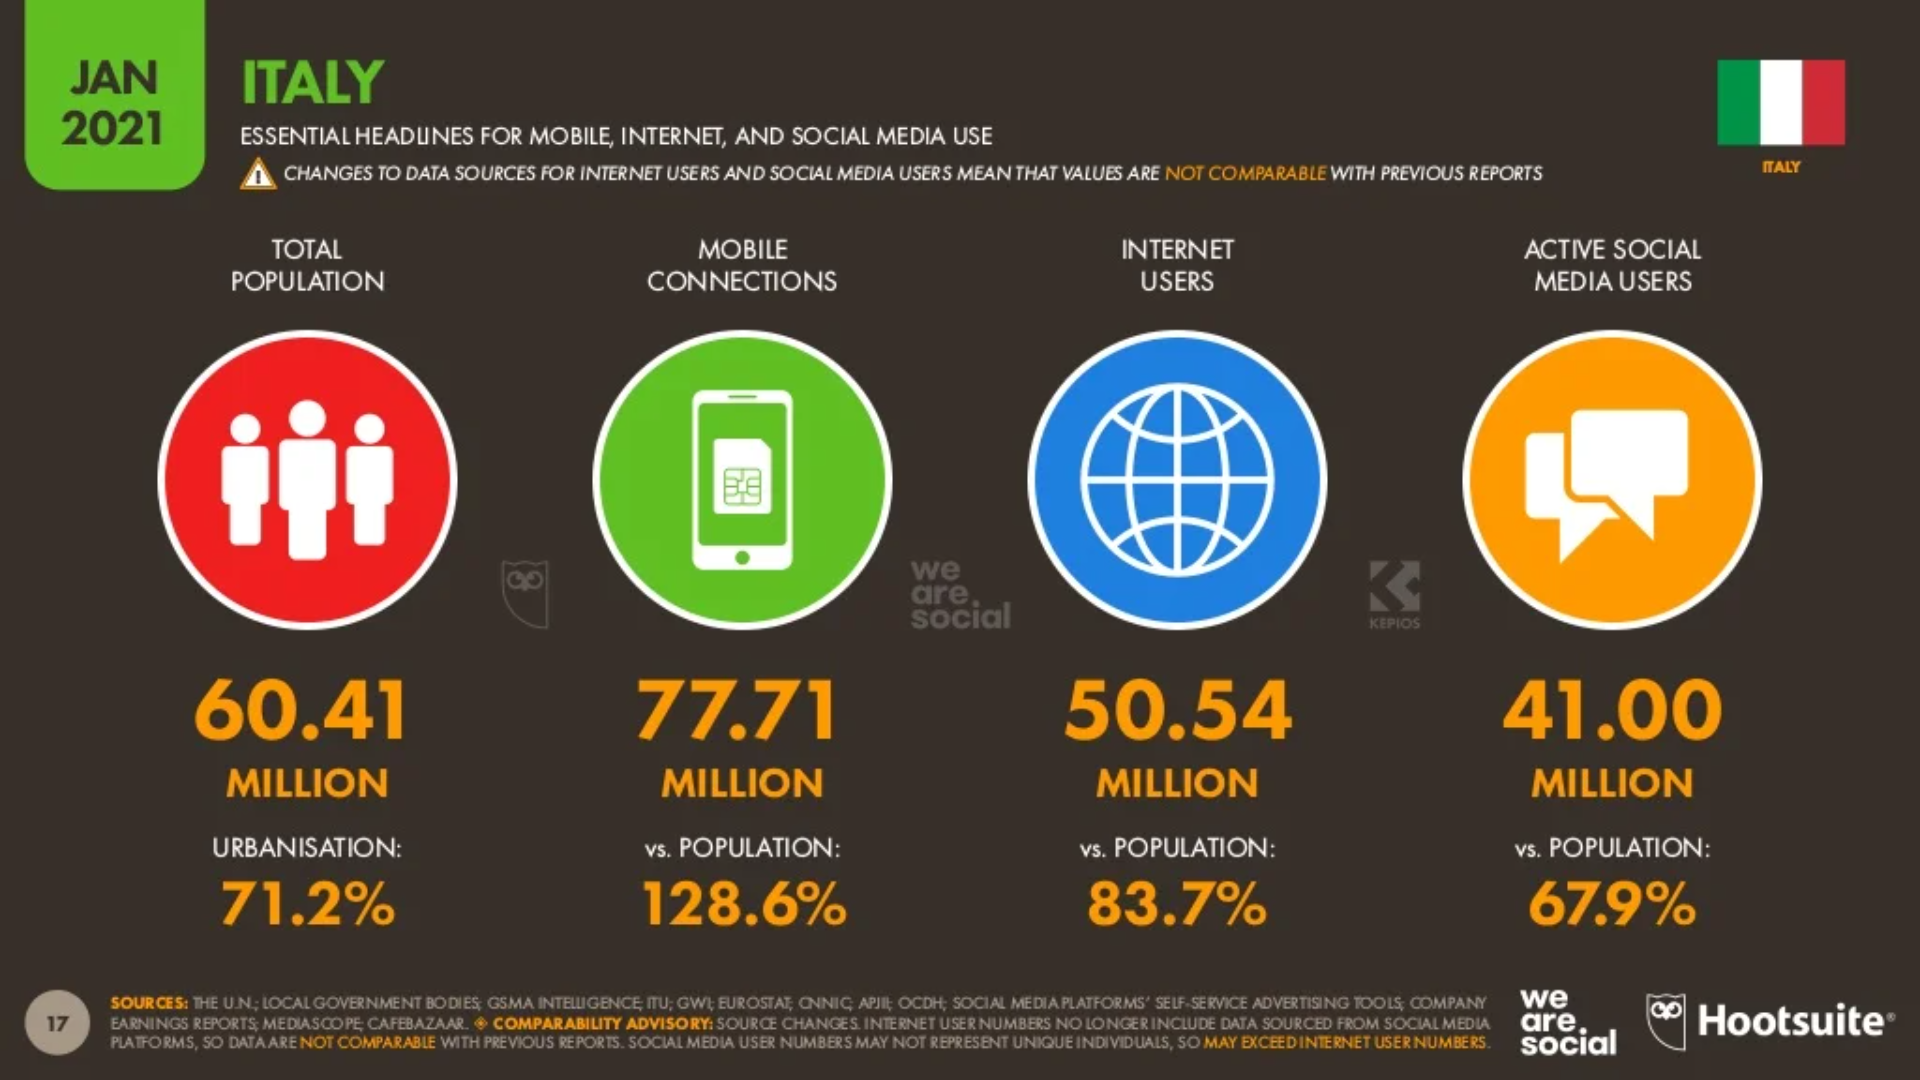 JAN
2021
ITALY
ESSENTIAL HEADLINES FOR MOBILE, INTERNET, AND SOCIAL MEDIA USE
CHANGES TO DATA SOURCES FOR INTERNET USERS AND SOCIAL MEDIA USERS MEAN THAT VALUES ARE NOT COMPARABLE WITH PREVIOUS REPORTS
ITALY
TOTAL
POPULATION
MOBILE
CONNECTIONS
INTERNET
USERS
ACTIVE SOCIAL
MEDIA USERS
we
are.
social
KEPIOS
60.41
MILLION
77.71
MILLION
50.54
MILLION
41.00
MILLION
URBANISATION:
71.2%
vs. POPULATION:
128.6%
vs. POPULATION:
83.7%
vs. POPULATION:
67.9%
17
SOURCES: THE U.N.; LOCAL GOVERNMENT BODIES; GSMA INTELLIGENCE; ITU; GWI; EUROSTAT; CNNIC; APJII; OCDH; SOCIAL MEDIA PLATFORMS' SELF-SERVICE ADVERTISING TOOLS; COMPANY
EARNINGS REPORTS; MEDIASCOPE; CAFEBAZAAR. ◈ COMPARABILITY ADVISORY: SOURCE CHANGES. INTERNET USER NUMBERS NO LONGER INCLUDE DATA SOURCED FROM SOCIAL MEDIA
PLATFORMS, SO DATA ARE NOT COMPARABLE WITH PREVIOUS REPORTS. SOCIAL MEDIA USER NUMBERS MAY NOT REPRESENT UNIQUE INDIVIDUALS, SO MAY EXCEED INTERNET USER NUMBERS.
we
are.
social
Hootsuite®